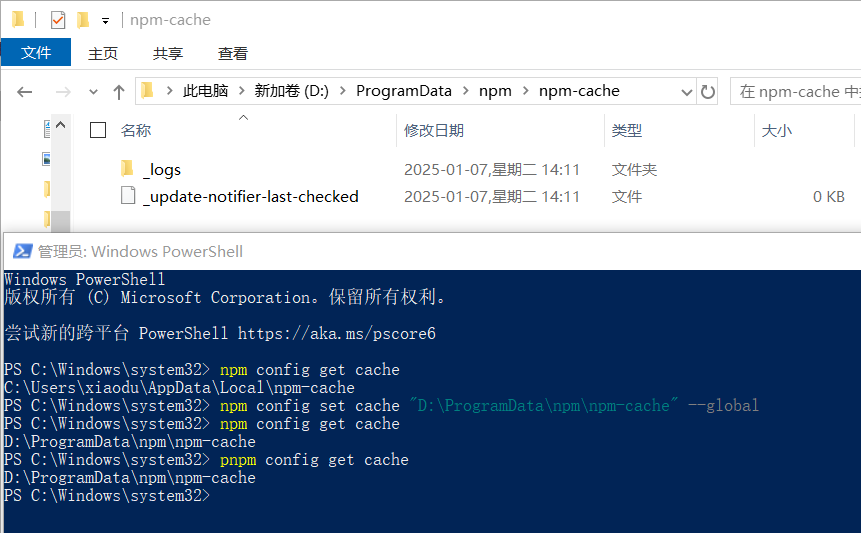 npm-cache
文件 主页 共享 查看
此电脑 新加卷 (D:) ProgramData npm npm-cache
名称 修改日期 类型 大小
_logs 2025-01-07,星期二 14:11 文件夹
_update-notifier-last-checked 2025-01-07,星期二 14:11 文件 0 KB
管理员: Windows PowerShell
Windows PowerShell
版权所有 (C) Microsoft Corporation。保留所有权利。
尝试新的跨平台 PowerShell https://aka.ms/pscore6
PS C:\Windows\system32> npm config get cache
C:\Users\xiaodu\AppData\Local\npm-cache
PS C:\Windows\system32> npm config set cache "D:\ProgramData\npm\npm-cache" --global
PS C:\Windows\system32> npm config get cache
D:\ProgramData\npm\npm-cache
PS C:\Windows\system32> pnpm config get cache
D:\ProgramData\npm\npm-cache
PS C:\Windows\system32>